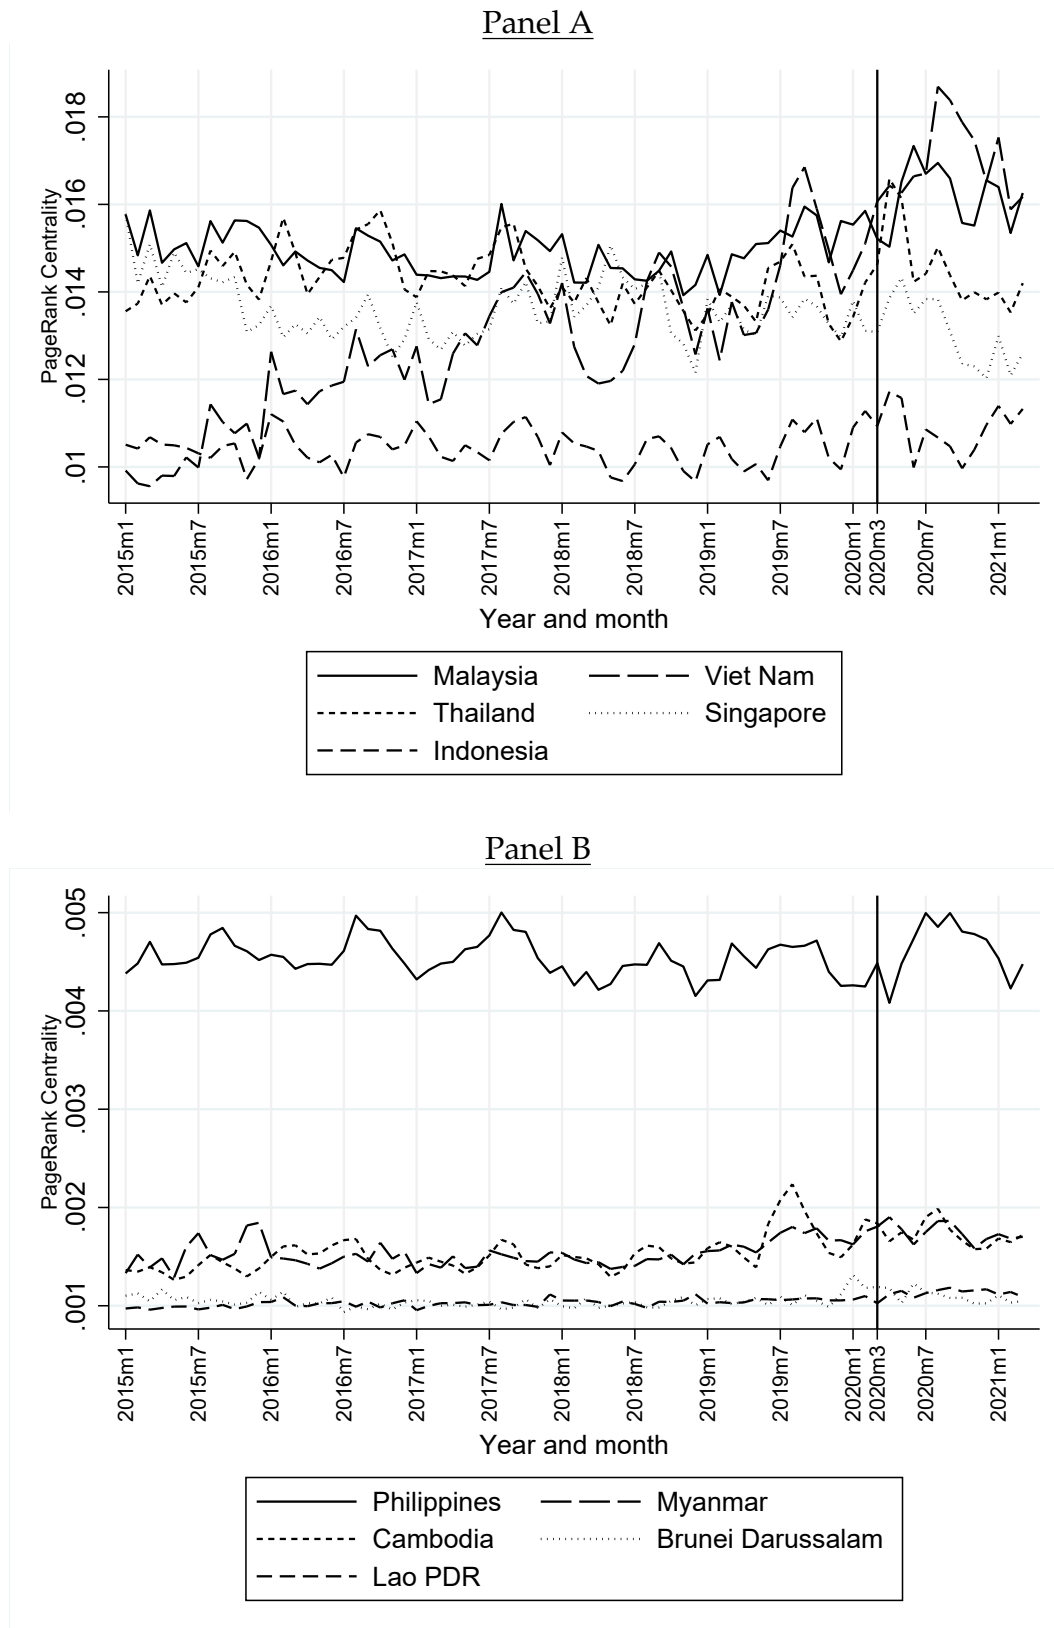 Panel A
PageRank Centrality
.018
.016
.014
.012
.01
2015m1
2015m7
2016m1
2016m7
2017m1
2017m7
2018m1
2018m7
2019m1
2019m7
2020m1
2020m3
2020m7
2021m1
Year and month
Malaysia
Viet Nam
Thailand
Singapore
Indonesia
Panel B
PageRank Centrality
.005
.004
.003
.002
.001
2015m1
2015m7
2016m1
2016m7
2017m1
2017m7
2018m1
2018m7
2019m1
2019m7
2020m1
2020m3
2020m7
2021m1
Year and month
Philippines
Myanmar
Cambodia
Brunei Darussalam
Lao PDR